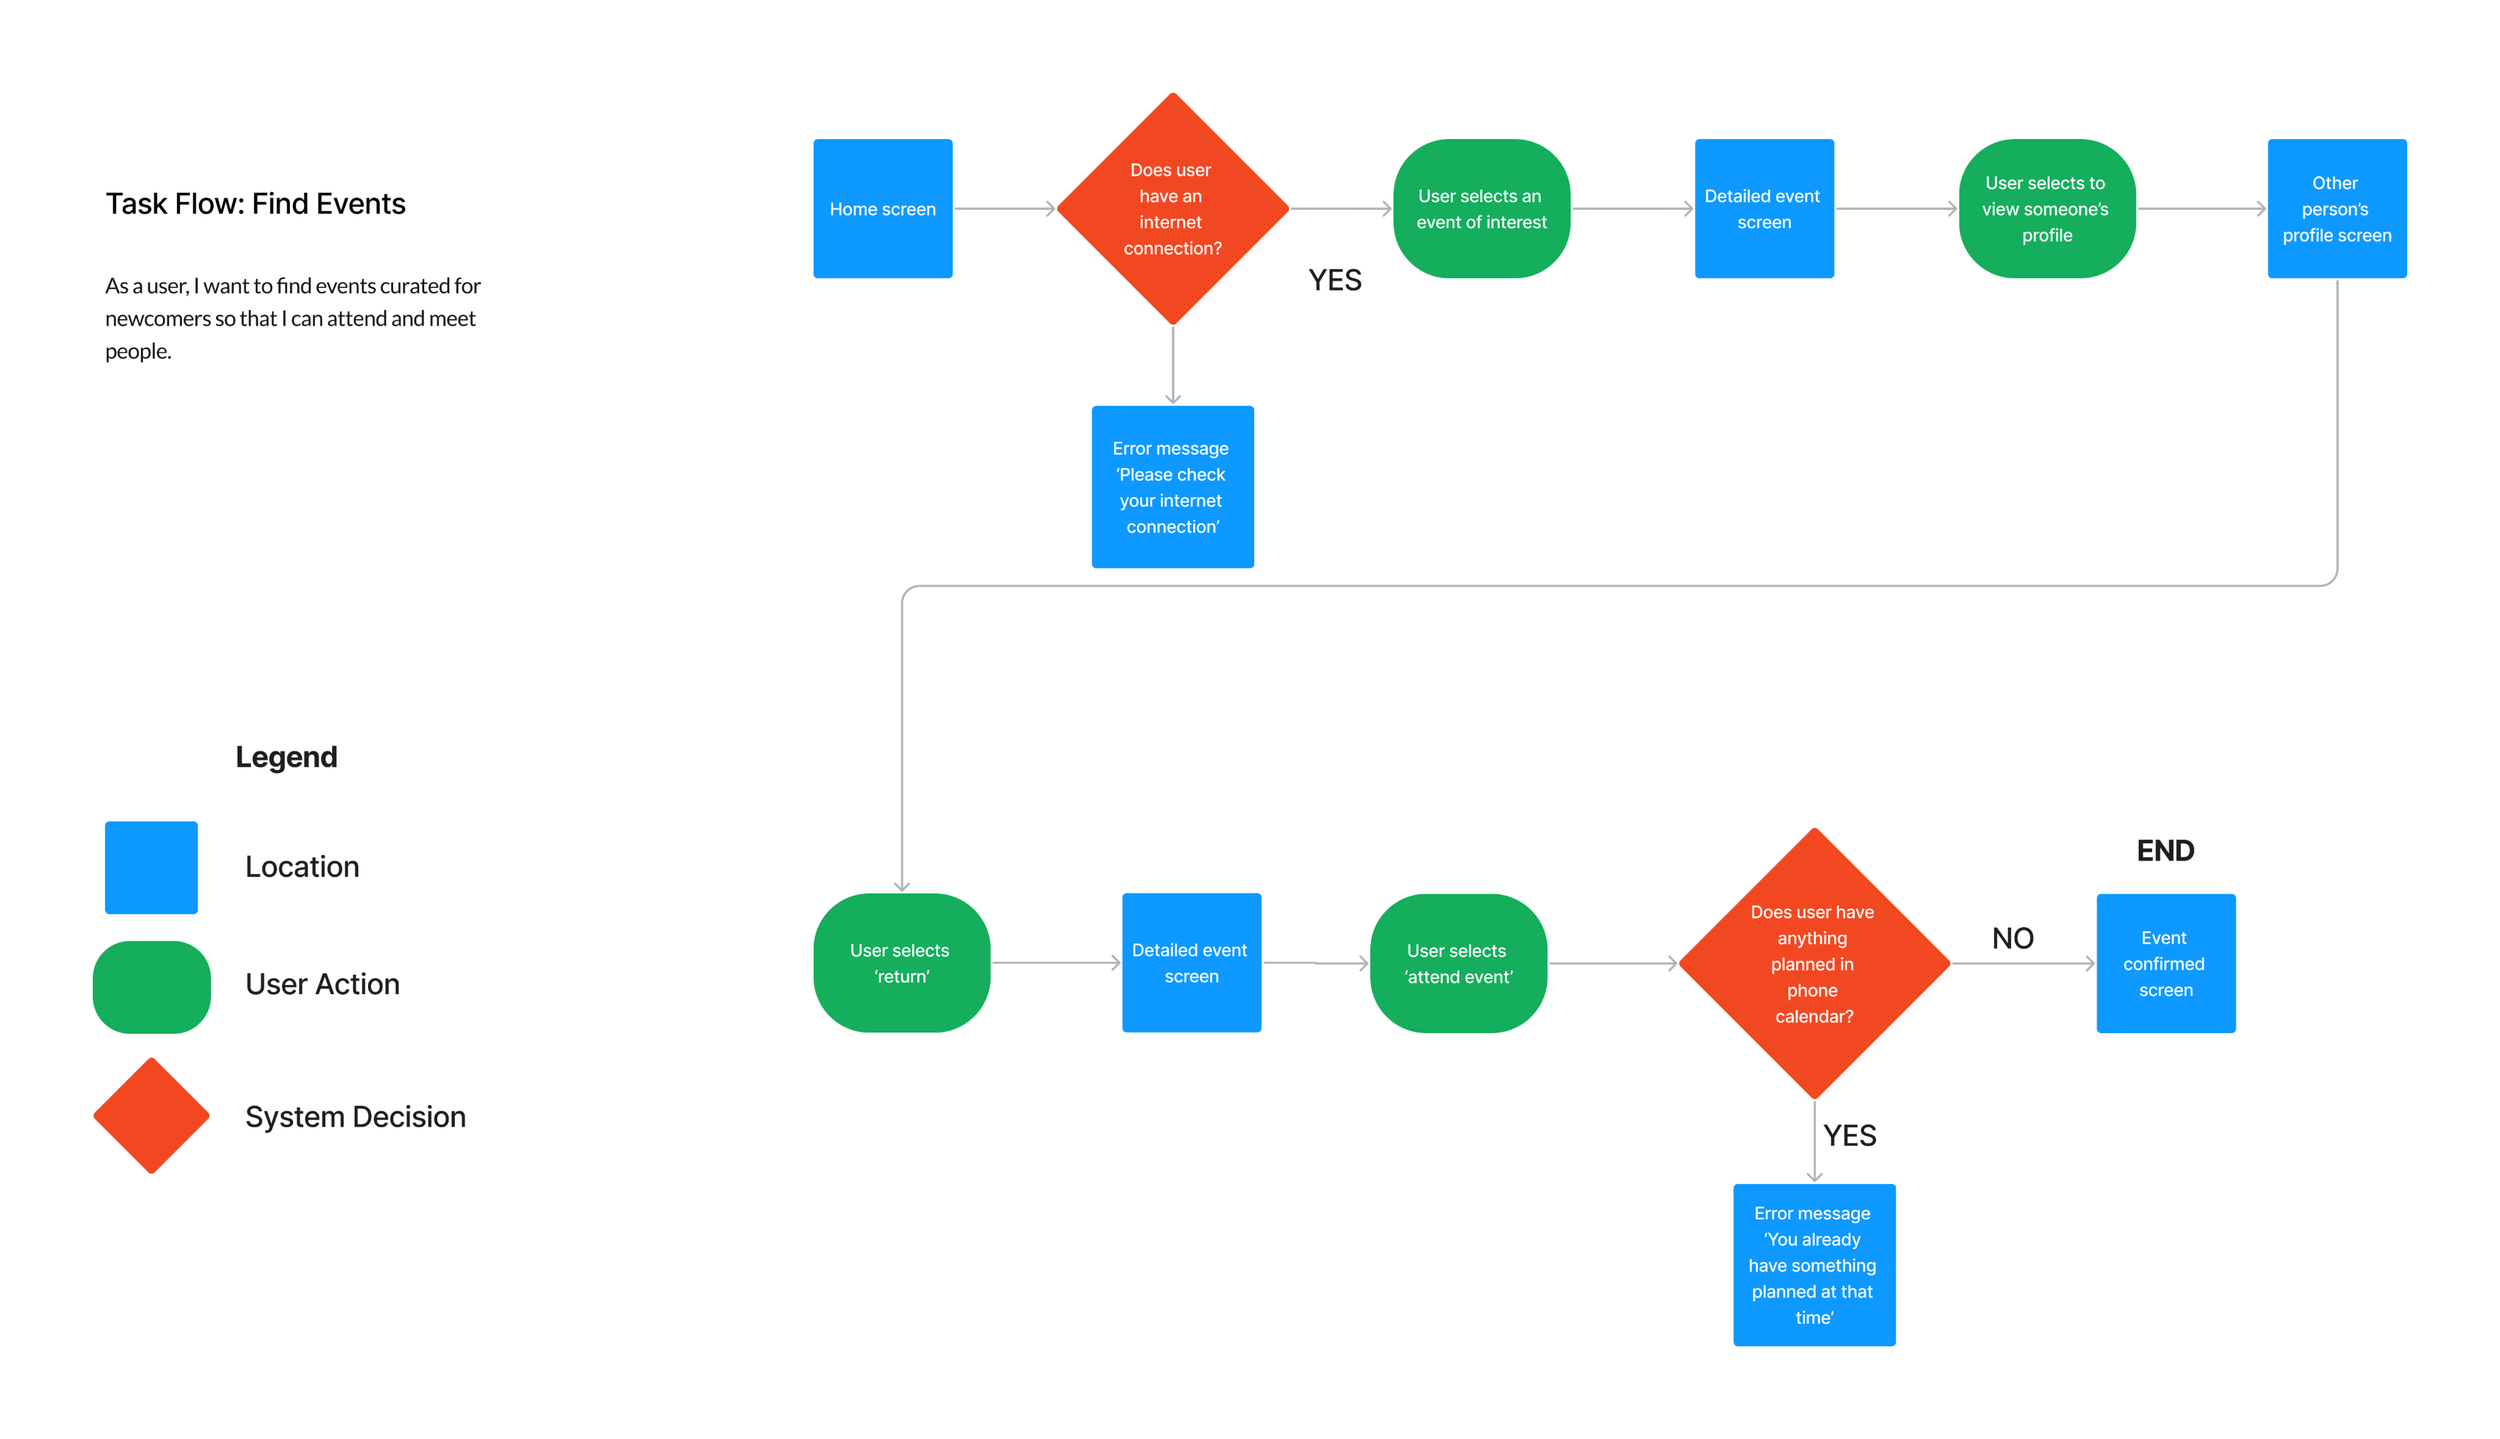 Task Flow: Find Events
As a user, I want to find events curated for
newcomers so that I can attend and meet
people.
Home screen
Does user
have an
internet
connection?
YES
User selects an
event of interest
Detailed event
screen
User selects to
view someone’s
profile
Other
person’s
profile screen
Error message
‘Please check
your internet
connection’
Legend
Location
User Action
System Decision
User selects
‘return’
Detailed event
screen
User selects
‘attend event’
Does user have
anything
planned in
phone
calendar?
NO
END
Event
confirmed
screen
YES
Error message
‘You already
have something
planned at that
time’